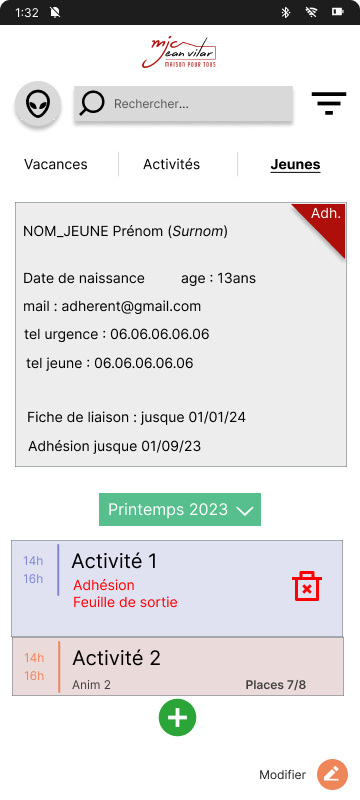 1:32
mjc
Jean vilar
MAISON POUR TOUS
Rechercher...
Vacances
Activités
Jeunes
Adh.
NOM_JEUNE Prénom (Surnom)
Date de naissance age : 13ans
mail : adherent@gmail.com
tel urgence : 06.06.06.06.06
tel jeune : 06.06.06.06.06
Fiche de liaison : jusque 01/01/24
Adhésion jusque 01/09/23
Printemps 2023
14h
16h
Activité 1
Adhésion
Feuille de sortie
14h
16h
Activité 2
Anim 2
Places 7/8
Modifier